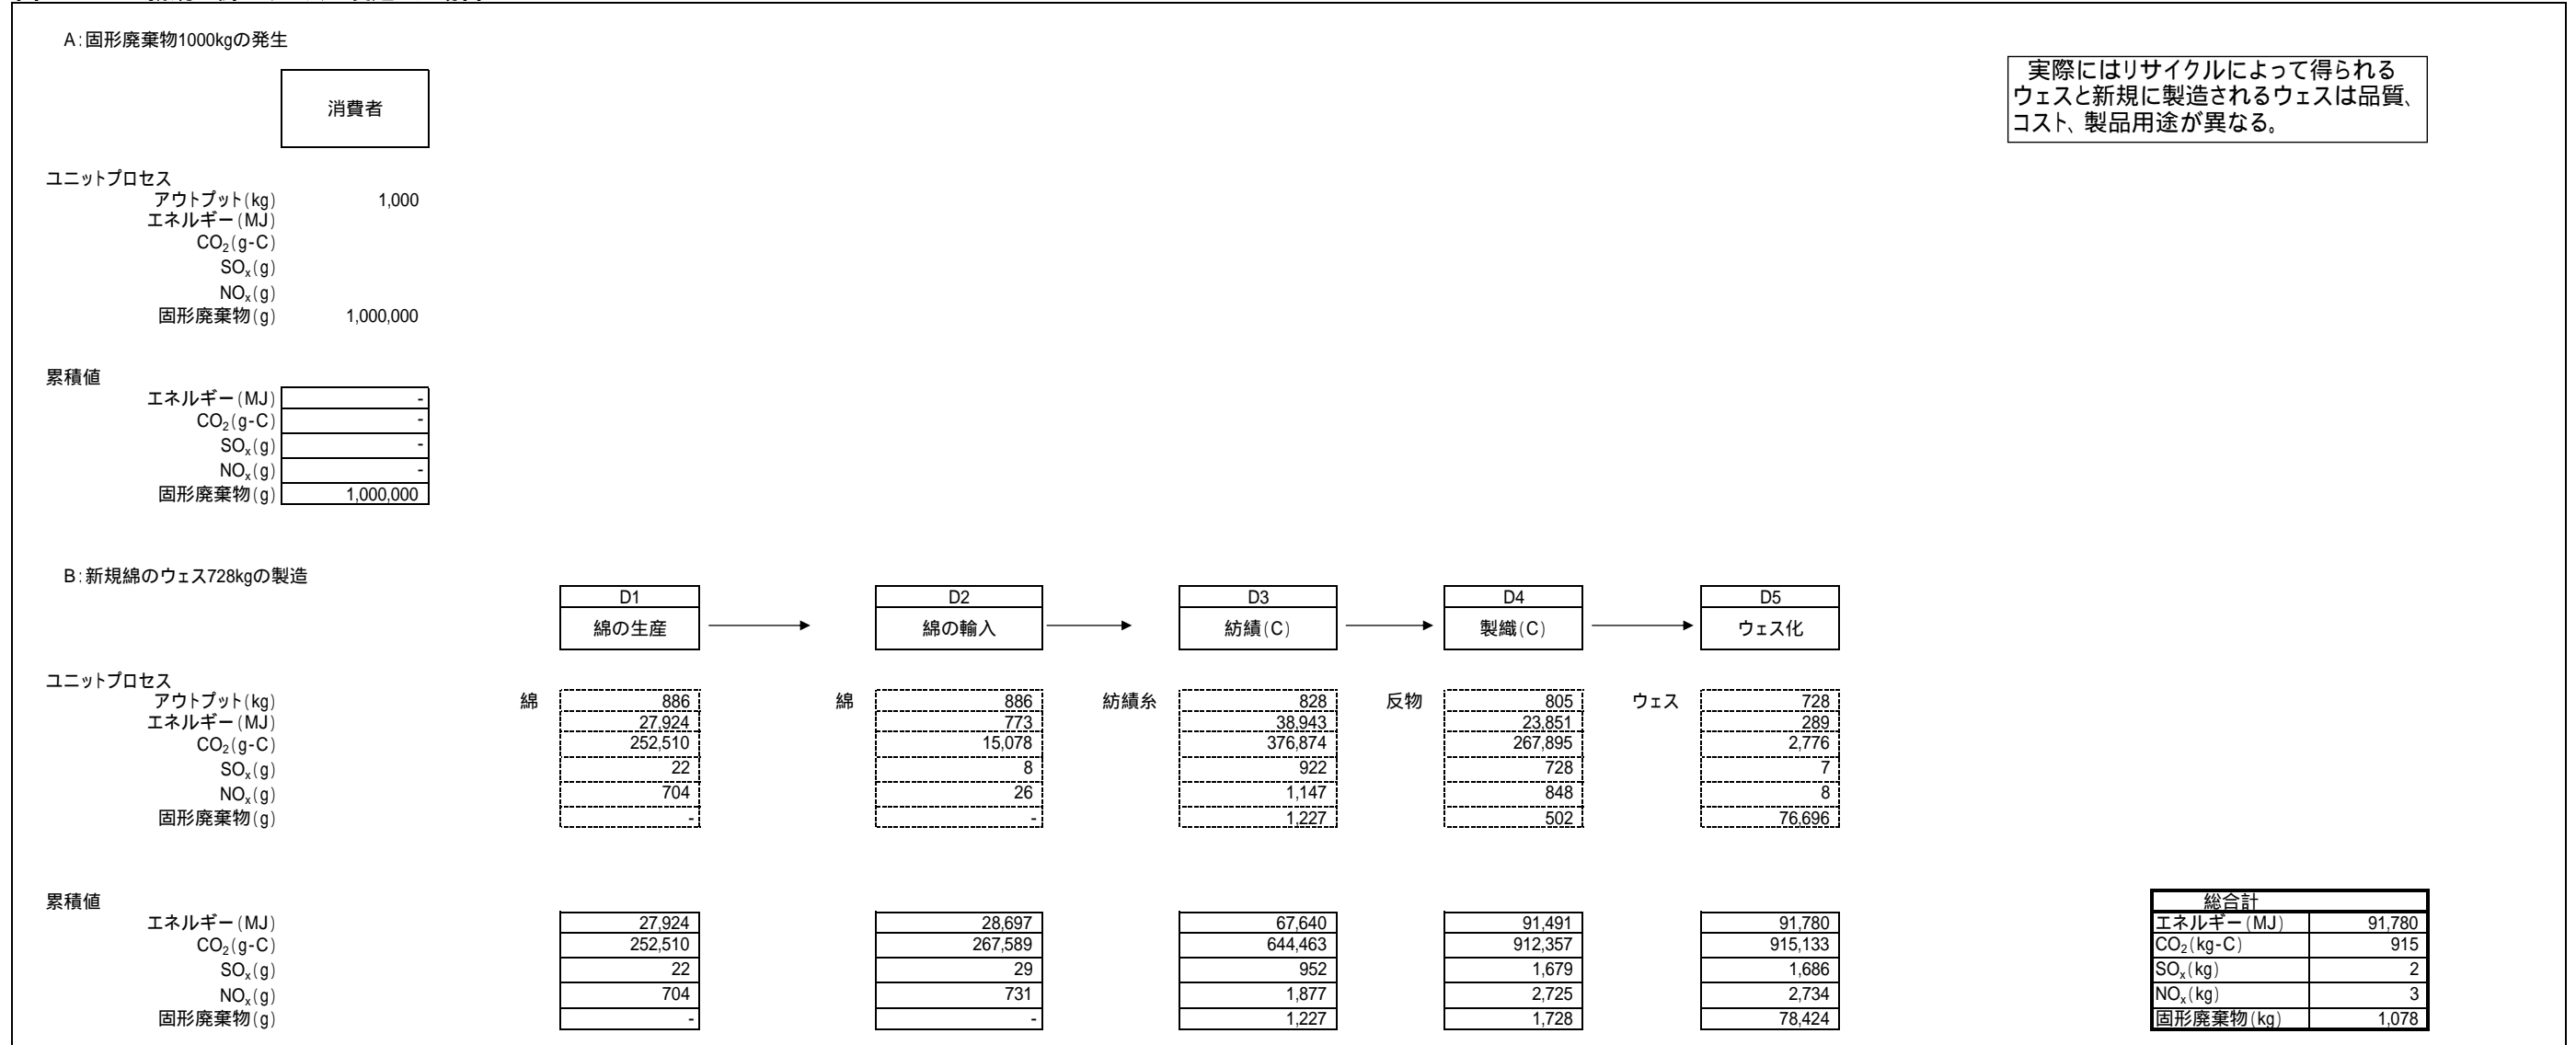 A:固形廃棄物1000kgの発生
実際にはリサイクルによって得られる
ウェスと新規に製造されるウェスは品質、
コスト、製品用途が異なる。
消費者
ユニットプロセス
アウトプット(kg) 1,000
エネルギー(MJ)
CO₂(g-C)
SOₓ(g)
NOₓ(g)
固形廃棄物(g) 1,000,000
累積値
エネルギー(MJ) -
CO₂(g-C) -
SOₓ(g) -
NOₓ(g) -
固形廃棄物(g) 1,000,000
B:新規綿のウェス728kgの製造
D1 D2 D3 D4 D5
綿の生産 綿の輸入 紡績(C) 製織(C) ウェス化
ユニットプロセス
アウトプット(kg) 綿 886 綿 886 紡績糸 828 反物 805 ウェス 728
エネルギー(MJ) 27,924 773 38,943 23,851 289
CO₂(g-C) 252,510 15,078 376,874 267,895 2,776
SOₓ(g) 22 8 922 728 7
NOₓ(g) 704 26 1,147 848 8
固形廃棄物(g) - - 1,227 502 76,696
累積値
総合計
エネルギー(MJ) 27,924 28,697 67,640 91,491 91,780 エネルギー(MJ) 91,780
CO₂(g-C) 252,510 267,589 644,463 912,357 915,133 CO₂(kg-C) 915
SOₓ(g) 22 29 952 1,679 1,686 SOₓ(kg) 2
NOₓ(g) 704 731 1,877 2,725 2,734 NOₓ(kg) 3
固形廃棄物(g) - - 1,227 1,728 78,424 固形廃棄物(kg) 1,078